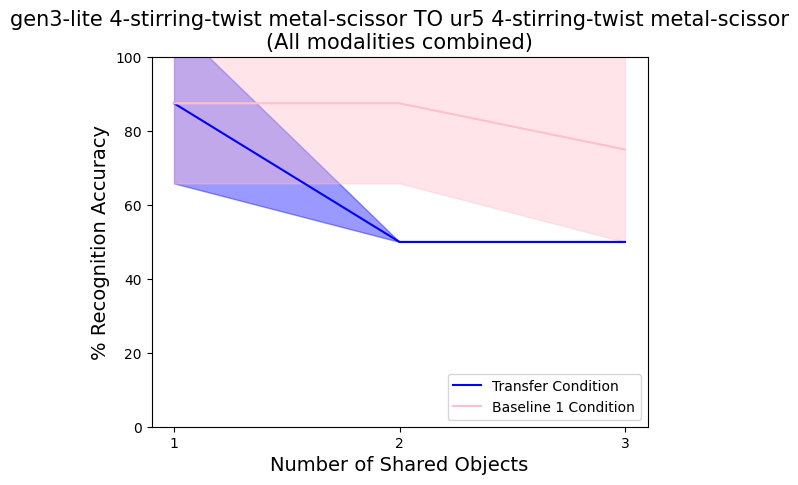 gen3-lite 4-stirring-twist metal-scissor TO ur5 4-stirring-twist metal-scissor
(All modalities combined)
100
80
60
40
20
0
% Recognition Accuracy
1
2
3
Number of Shared Objects
Transfer Condition
Baseline 1 Condition